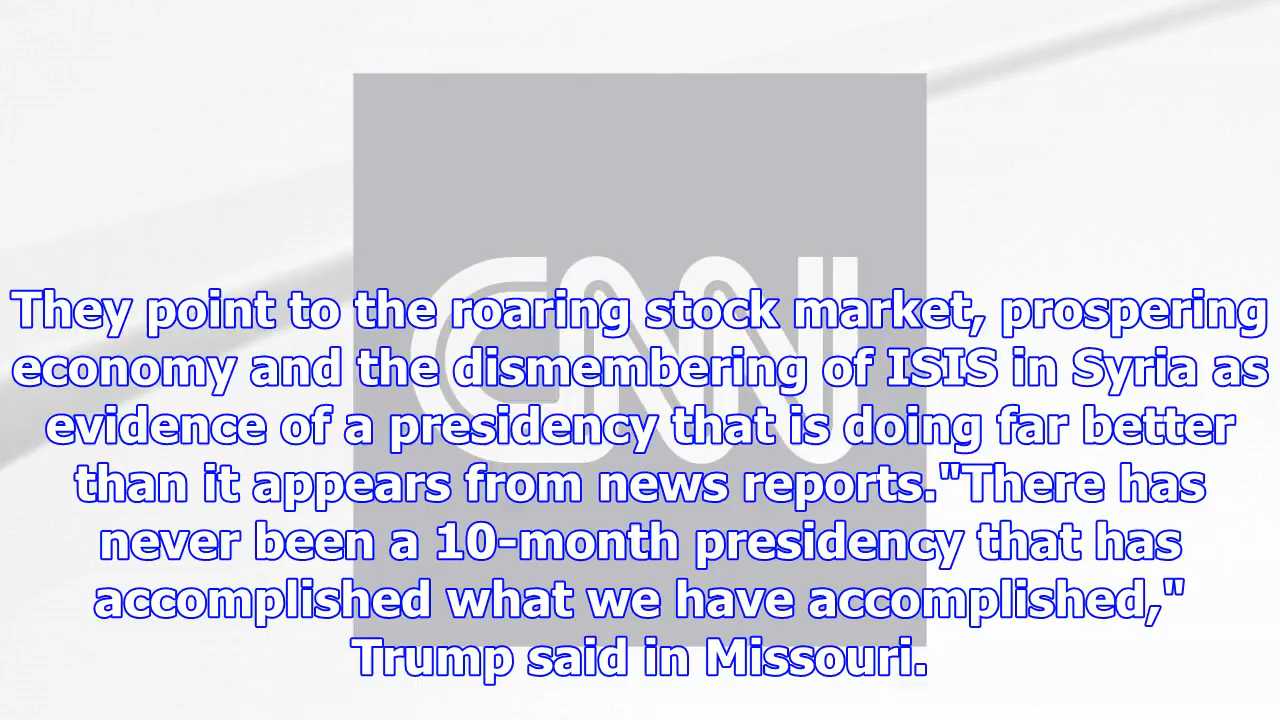 CNN
They point to the roaring stock market, prospering
economy and the dismembering of ISIS in Syria as
evidence of a presidency that is doing far better
than it appears from news reports."There has
never been a 10-month presidency that has
accomplished what we have accomplished,"
Trump said in Missouri.